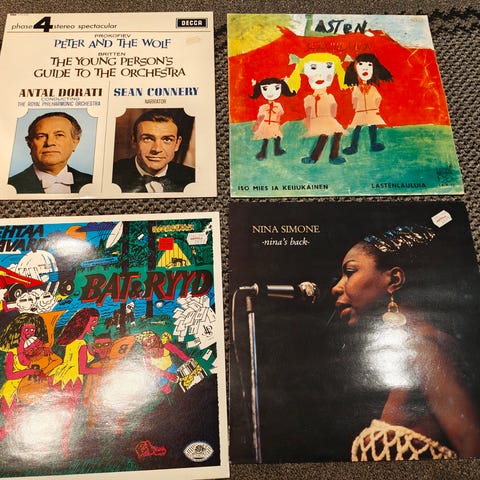 phase 4 stereo spectacular
DECCA
PROKOFIEV
PETER AND THE WOLF
BRITTEN
THE YOUNG PERSON'S
GUIDE TO THE ORCHESTRA
ANTAL DORATI
CONDUCTING
THE ROYAL PHILHARMONIC ORCHESTRA
SEAN CONNERY
NARRATOR
LASTEN
ISO MIES JA KEIJUKAINEN
LASTENLAULUJA
BAT & RYYD
NINA SIMONE
-nina's back-